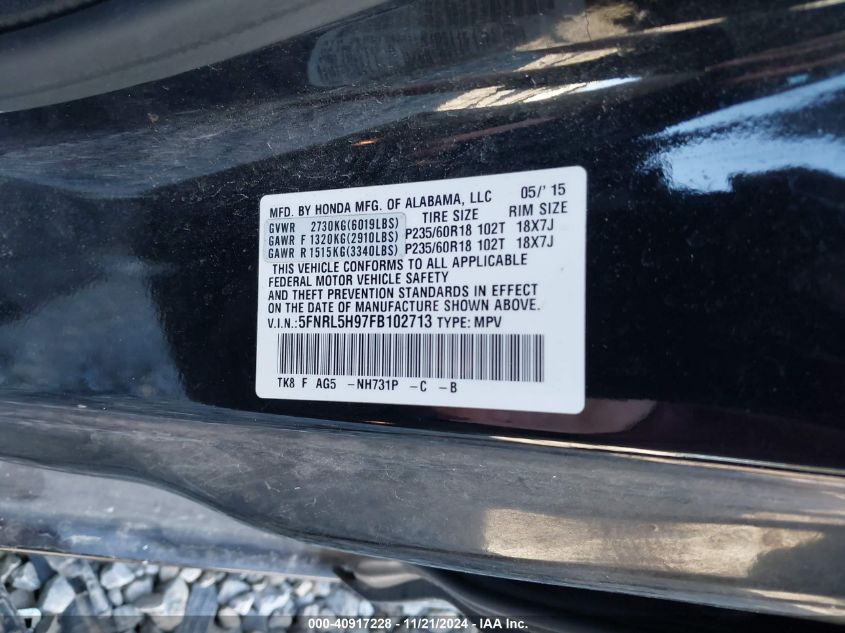 MFD. BY HONDA MFG. OF ALABAMA, LLC 05/'15
TIRE SIZE RIM SIZE
GVWR 2730KG(6019LBS)
GAWR F 1320KG(2910LBS) P235/60R18 102T 18X7J
GAWR R 1515KG(3340LBS) P235/60R18 102T 18X7J
THIS VEHICLE CONFORMS TO ALL APPLICABLE
FEDERAL MOTOR VEHICLE SAFETY
AND THEFT PREVENTION STANDARDS IN EFFECT
ON THE DATE OF MANUFACTURE SHOWN ABOVE.
V.I.N.: 5FNRL5H97FB102713 TYPE: MPV
TK8 F AG5 -NH731P -C -B
000-40917228 - 11/21/2024 - IAAI.com